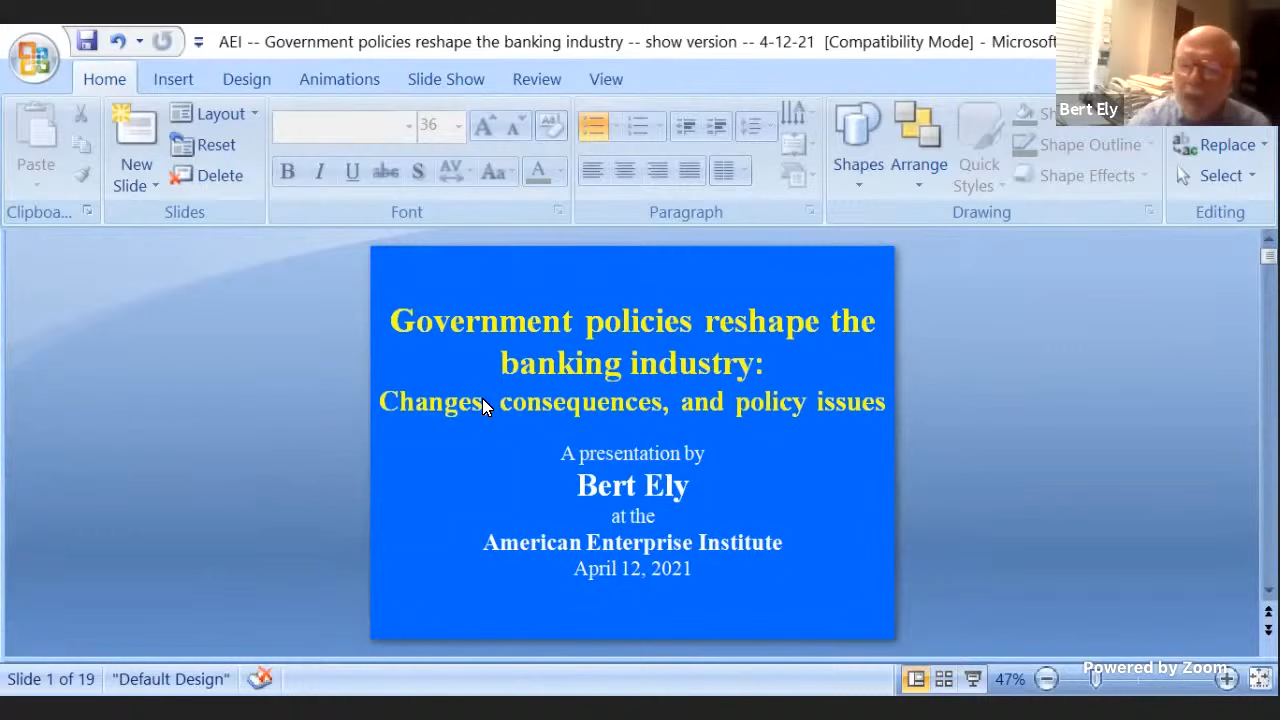 AEI -- Government policies reshape the banking industry -- show version -- 4-12-21 [Compatibility Mode] - Microsoft
Bert Ely
Home Insert Design Animations Slide Show Review View
Paste
New Slide
Layout
Reset
Delete
36
B I U abc S AV Aa A
Shapes
Arrange
Quick Styles
Sh
Shape Outline
Shape Effects
Replace
Select
Clipboa... Slides Font Paragraph Drawing Editing
Government policies reshape the
banking industry:
Changes, consequences, and policy issues
A presentation by
Bert Ely
at the
American Enterprise Institute
April 12, 2021
Slide 1 of 19 "Default Design" 47%
Powered by Zoom